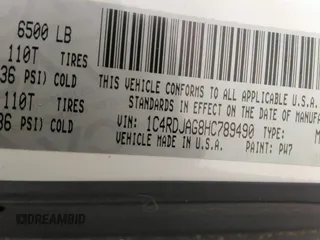 6500 LB
110T TIRES
36 PSI) COLD
110T TIRES
36 PSI) COLD
THIS VEHICLE CONFORMS TO ALL APPLICABLE U.S.A.
STANDARDS IN EFFECT ON THE DATE OF MANUFA
VIN: 1C4RDJAG8HC789490
VEHICLE MADE IN U.S.A.
PAINT: PW7
M
DREAMBID